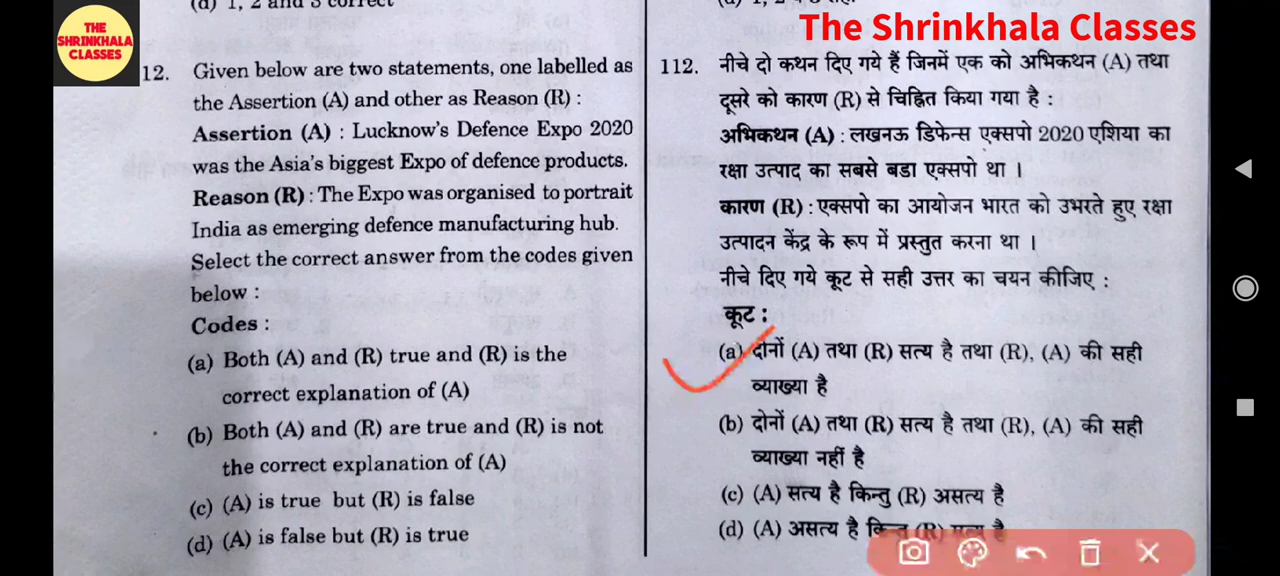 (d) 1, 2 and 3 correct
THE
SHRINKHALA
CLASSES
The Shrinkhala Classes
12. Given below are two statements, one labelled as
the Assertion (A) and other as Reason (R) :
Assertion (A) : Lucknow's Defence Expo 2020
was the Asia's biggest Expo of defence products.
Reason (R) : The Expo was organised to portrait
India as emerging defence manufacturing hub.
Select the correct answer from the codes given
below :
Codes :
(a) Both (A) and (R) true and (R) is the
correct explanation of (A)
(b) Both (A) and (R) are true and (R) is not
the correct explanation of (A)
(c) (A) is true but (R) is false
(d) (A) is false but (R) is true
112. नीचे दो कथन दिए गये हैं जिनमें एक को अभिकथन (A) तथा
दूसरे को कारण (R) से चिह्नित किया गया है :
अभिकथन (A) : लखनऊ डिफेन्स एक्सपो 2020 एशिया का
रक्षा उत्पाद का सबसे बडा एक्सपो था ।
कारण (R) : एक्सपो का आयोजन भारत को उभरते हुए रक्षा
उत्पादन केंद्र के रूप में प्रस्तुत करना था ।
नीचे दिए गये कूट से सही उत्तर का चयन कीजिए :
कूट :
(a) दोनों (A) तथा (R) सत्य है तथा (R), (A) की सही
व्याख्या है
(b) दोनों (A) तथा (R) सत्य है तथा (R), (A) की सही
व्याख्या नहीं है
(c) (A) सत्य है किन्तु (R) असत्य है
(d) (A) असत्य है किन्तु (R) सत्य है